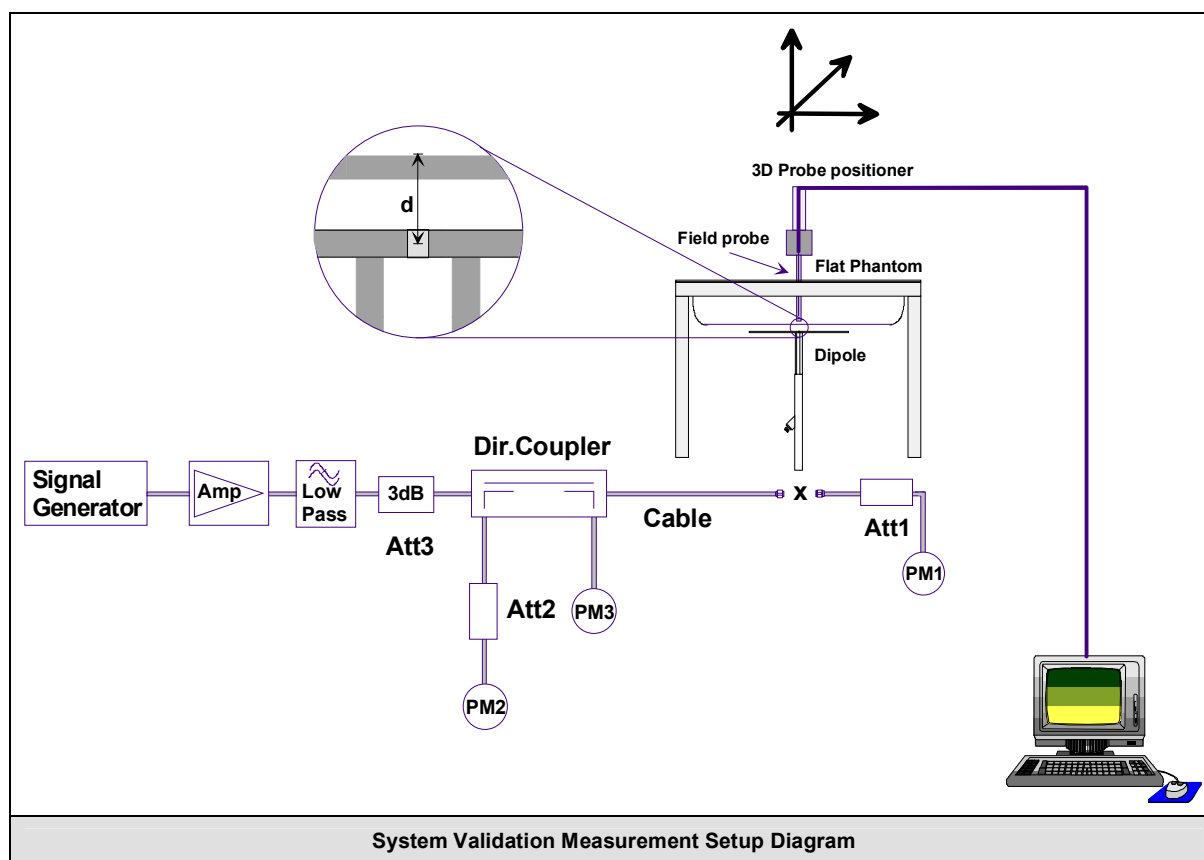 3D Probe positioner
d
Field probe
Flat Phantom
Dipole
Dir.Coupler
Signal
Generator
Amp
Low
Pass
3dB
Att3
Cable
x
Att1
PM1
Att2
PM3
PM2
System Validation Measurement Setup Diagram